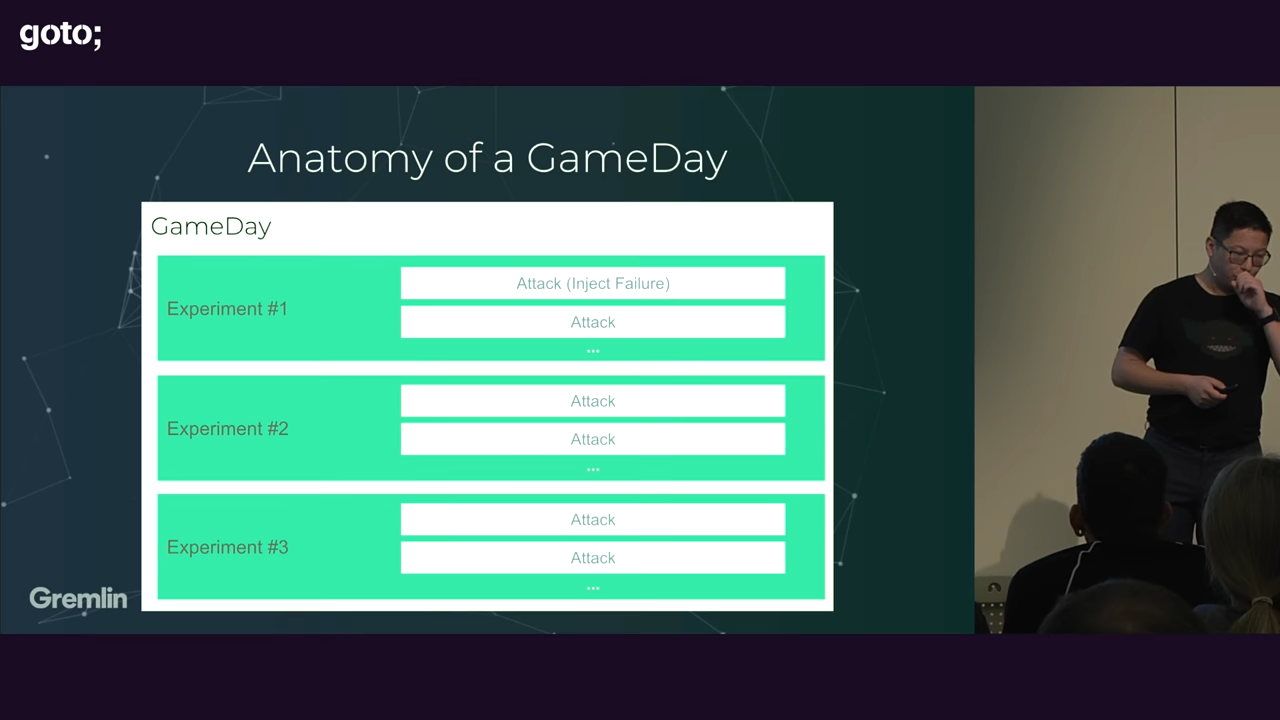 goto;
Anatomy of a GameDay
GameDay
Experiment #1
Attack (Inject Failure)
Attack
...
Experiment #2
Attack
Attack
...
Experiment #3
Attack
Attack
...
Gremlin